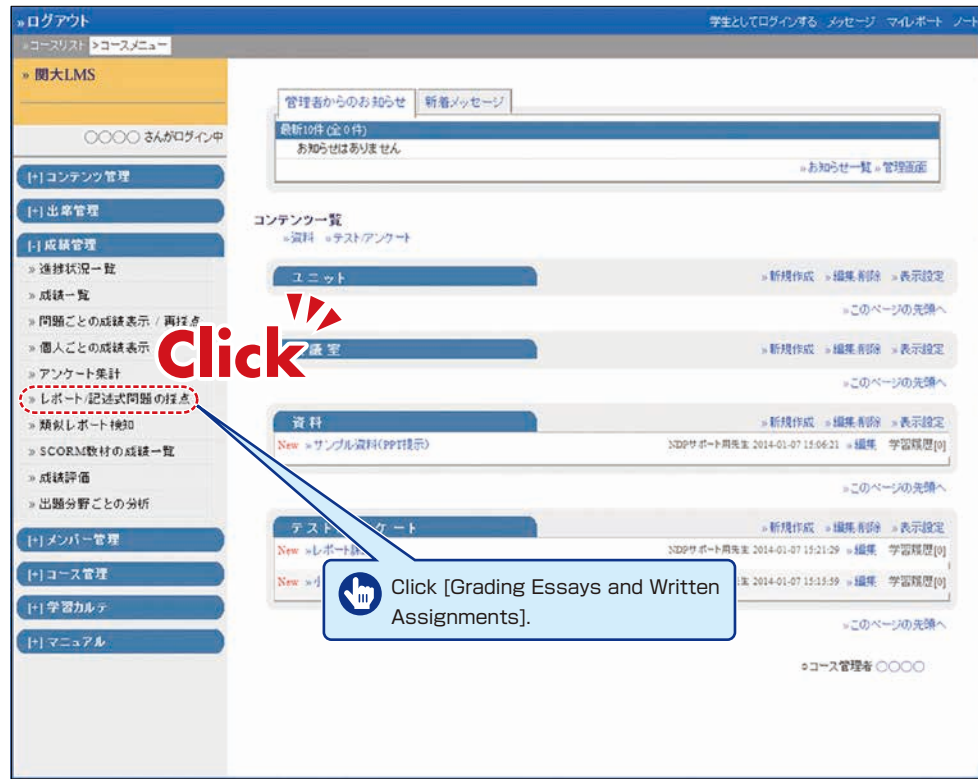 »ログアウト
学生としてログインする メッセージ マイレポート ノート
»コースリスト >コースメニュー
» 関大LMS
〇〇〇〇 さんがログイン中
[+]コンテンツ管理
[+]出席管理
[-]成績管理
» 進捗状況一覧
» 成績一覧
» 問題ごとの成績表示 / 再採点
» 個人ごとの成績表示
» アンケート集計
» レポート/記述式問題の採点
» 類似レポート検知
» SCORM教材の成績一覧
» 成績評価
» 出題分野ごとの分析
[+]メンバー管理
[+]コース管理
[+]学習カルテ
[+]マニュアル
管理者からのお知らせ 新着メッセージ
最新10件(全0件)
お知らせはありません
»お知らせ一覧 »管理画面
コンテンツ一覧
»資料 »テスト/アンケート
ユニット »新規作成 »編集・削除 »表示設定
»このページの先頭へ
Click
議室 »新規作成 »編集・削除 »表示設定
»このページの先頭へ
資料 »新規作成 »編集・削除 »表示設定
New »サンプル資料(PPT提示) NDPサポート用先生 2014-01-07 15:06:21 »編集 学習履歴[0]
»このページの先頭へ
テスト ケート »新規作成 »編集・削除 »表示設定
New »レポート NDPサポート用先生 2014-01-07 15:21:29 »編集 学習履歴[0]
New » 2014-01-07 15:15:59 »編集 学習履歴[0]
Click [Grading Essays and Written
Assignments].
»このページの先頭へ
コース管理者 〇〇〇〇